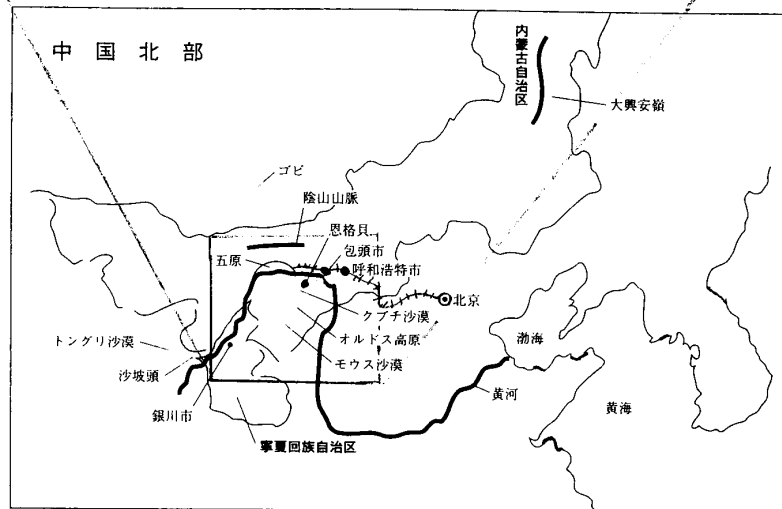 中国北部
内蒙古自治区
大興安嶺
ゴビ
陰山山脈
恩格貝
包頭市
五原
呼和浩特市
北京
クブチ沙漠
トングリ沙漠
オルドス高原
渤海
沙坡頭
モウス沙漠
黄河
黄海
銀川市
寧夏回族自治区